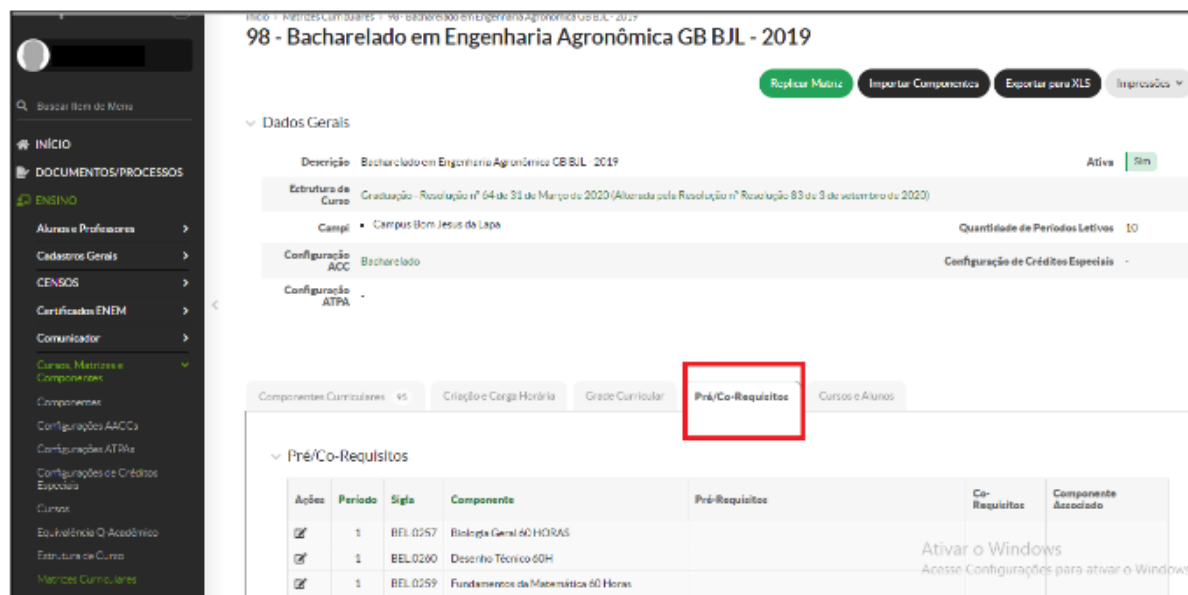 Início > Matrizes Curriculares > 98 - Bacharelado em Engenharia Agronômica GB BJL - 2019
98 - Bacharelado em Engenharia Agronômica GB BJL - 2019
Replicar Matriz Importar Componentes Exportar para XLS Impressões
Buscar Item de Menu
INÍCIO
DOCUMENTOS/PROCESSOS
ENSINO
Alunos e Professores
Cadastros Gerais
CENSOS
Certificados ENEM
Comunicador
Cursos, Matrizes e
Componentes
Componentes
Configurações AACCs
Configurações ATPAs
Configurações de Créditos
Especiais
Cursos
Equivalência Q-Acadêmico
Estrutura de Curso
Matrizes Curriculares
Dados Gerais
Descrição Bacharelado em Engenharia Agronômica GB BJL - 2019 Ativa Sim
Estrutura de
Curso Graduação - Resolução nº 64 de 31 de Março de 2020 (Alterada pela Resolução nº Resolução 83 de 3 de setembro de 2020)
Campi • Campus Bom Jesus da Lapa Quantidade de Períodos Letivos 10
Configuração
ACC Bacharelado Configuração de Créditos Especiais -
Configuração
ATPA -
Componentes Curriculares 95 Criação e Carga Horária Grade Curricular Pré/Co-Requisitos Cursos e Alunos
Pré/Co-Requisitos
Ações Período Sigla Componente Pré-Requisitos Co-Requisitos Componente Associado
1 BEL.0257 Biologia Geral 60 HORAS
1 BEL.0260 Desenho Técnico 60H
1 BEL.0259 Fundamentos da Matemática 60 Horas
Ativar o Windows
Acesse Configurações para ativar o Windows